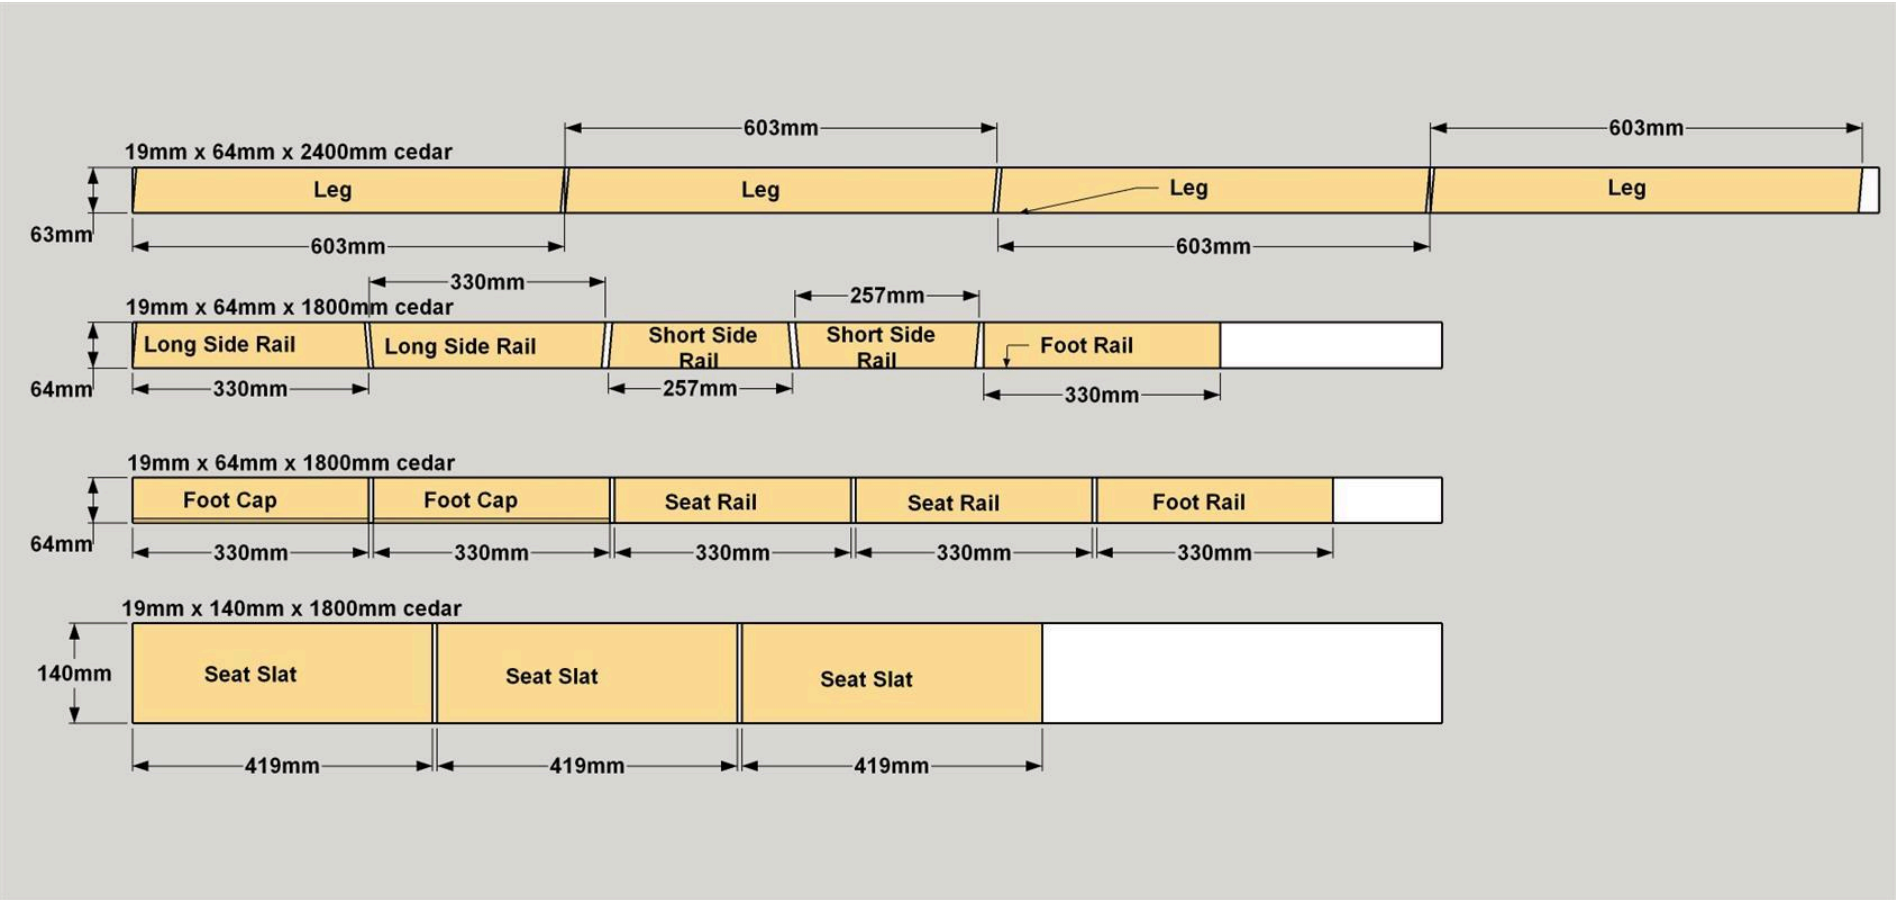 603mm 603mm
19mm x 64mm x 2400mm cedar
Leg Leg Leg Leg
63mm
603mm 603mm
330mm 257mm
19mm x 64mm x 1800mm cedar
Long Side Rail Long Side Rail Short Side Short Side Foot Rail
Rail Rail
64mm 330mm 257mm 330mm
19mm x 64mm x 1800mm cedar
Foot Cap Foot Cap Seat Rail Seat Rail Foot Rail
64mm 330mm 330mm 330mm 330mm 330mm
19mm x 140mm x 1800mm cedar
140mm Seat Slat Seat Slat Seat Slat
419mm 419mm 419mm